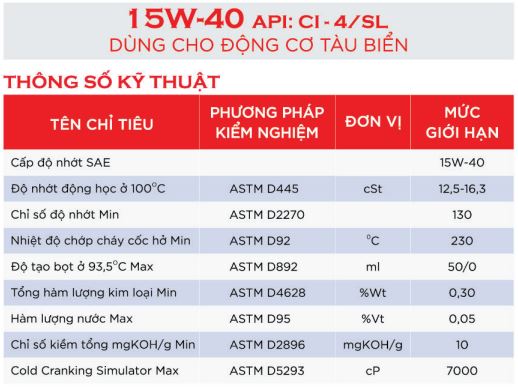 15W-40 API: CI - 4/SL
DÙNG CHO ĐỘNG CƠ TÀU BIỂN
THÔNG SỐ KỸ THUẬT
TÊN CHỈ TIÊU PHƯƠNG PHÁP KIỂM NGHIỆM ĐƠN VỊ MỨC GIỚI HẠN
Cấp độ nhớt SAE 15W-40
Độ nhớt động học ở 100°C ASTM D445 cSt 12,5-16,3
Chỉ số độ nhớt Min ASTM D2270 130
Nhiệt độ chớp cháy cốc hở Min ASTM D92 °C 230
Độ tạo bọt ở 93,5°C Max ASTM D892 ml 50/0
Tổng hàm lượng kim loại Min ASTM D4628 %Wt 0,30
Hàm lượng nước Max ASTM D95 %Vt 0,05
Chỉ số kiềm tổng mgKOH/g Min ASTM D2896 mgKOH/g 10
Cold Cranking Simulator Max ASTM D5293 cP 7000